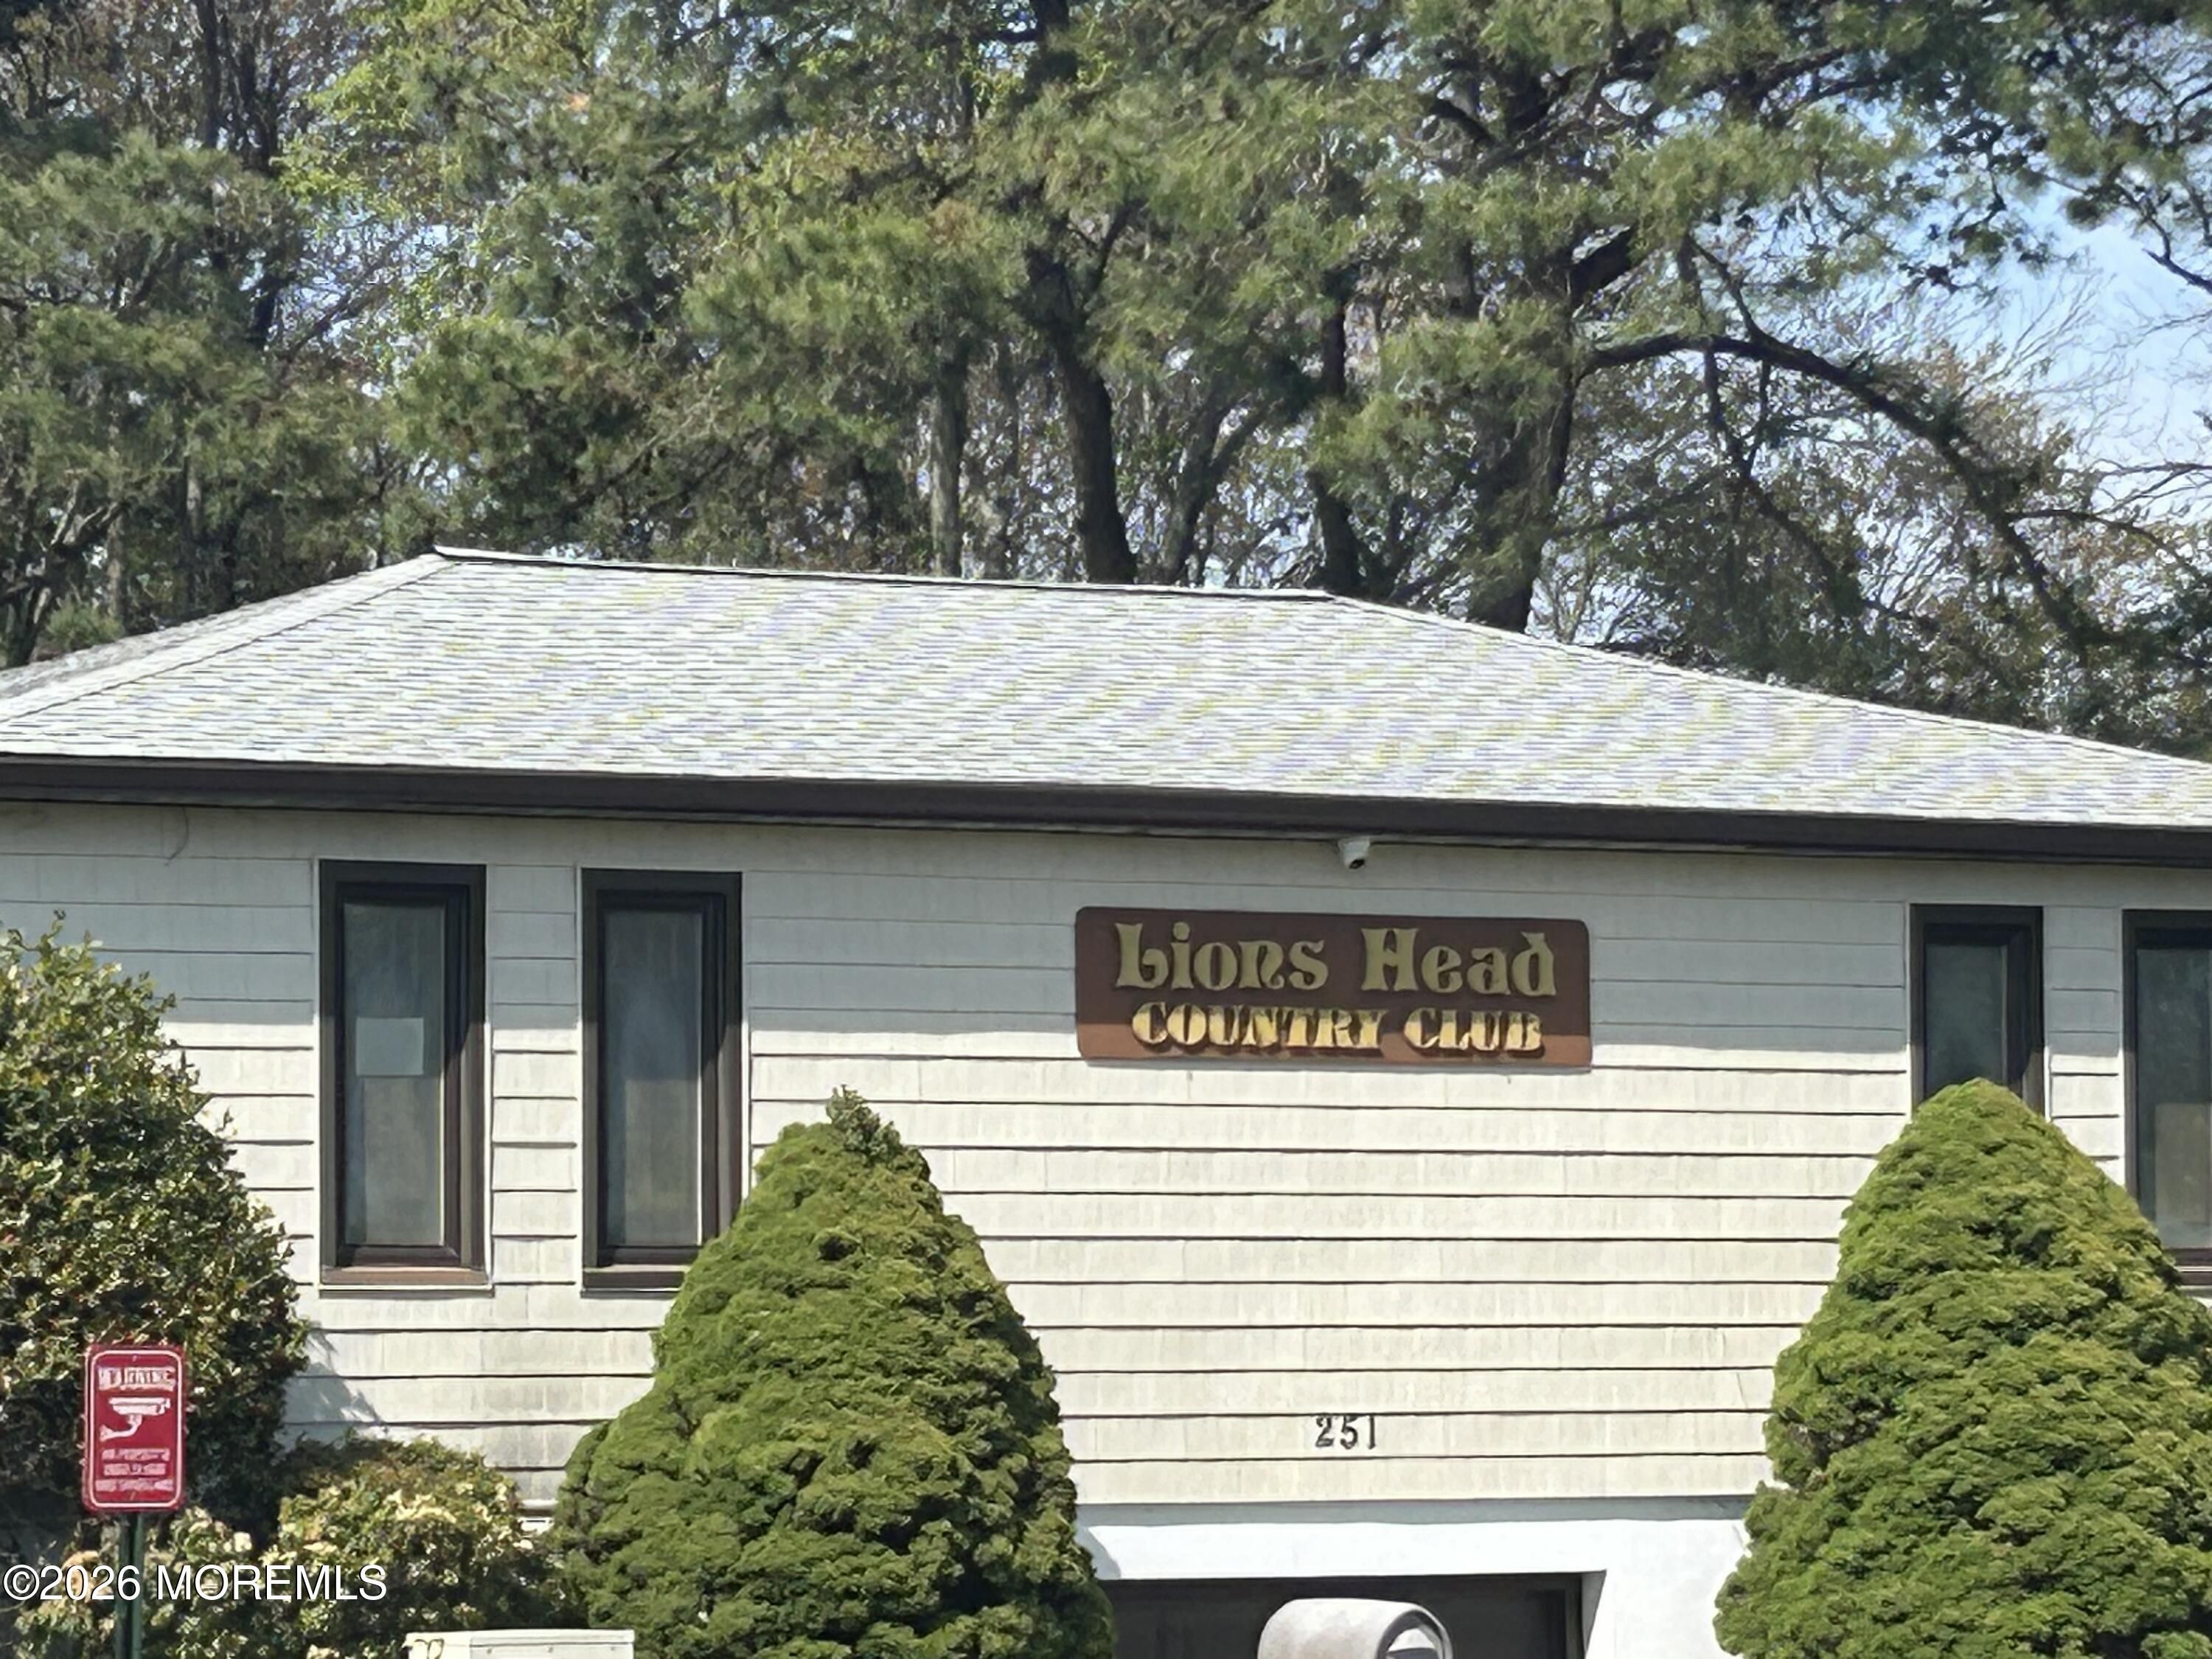 Lions Head
COUNTRY CLUB
251
©2026 MOREMLS